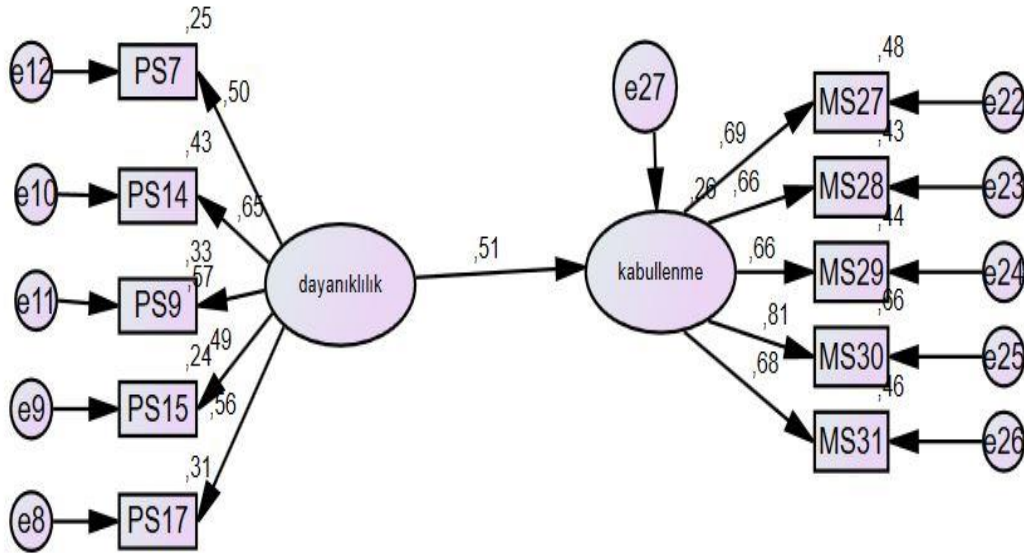 ,25
e12
PS7
,50
,43
e10
PS14
,65
,33
,57
e11
PS9
,49
,24
e9
PS15
,56
,31
e8
PS17
dayanıklılık
,51
e27
,26
kabullenme
,48
,69
MS27
e22
,43
,66
MS28
e23
,44
,66
MS29
e24
,66
,81
MS30
e25
,46
,68
MS31
e26